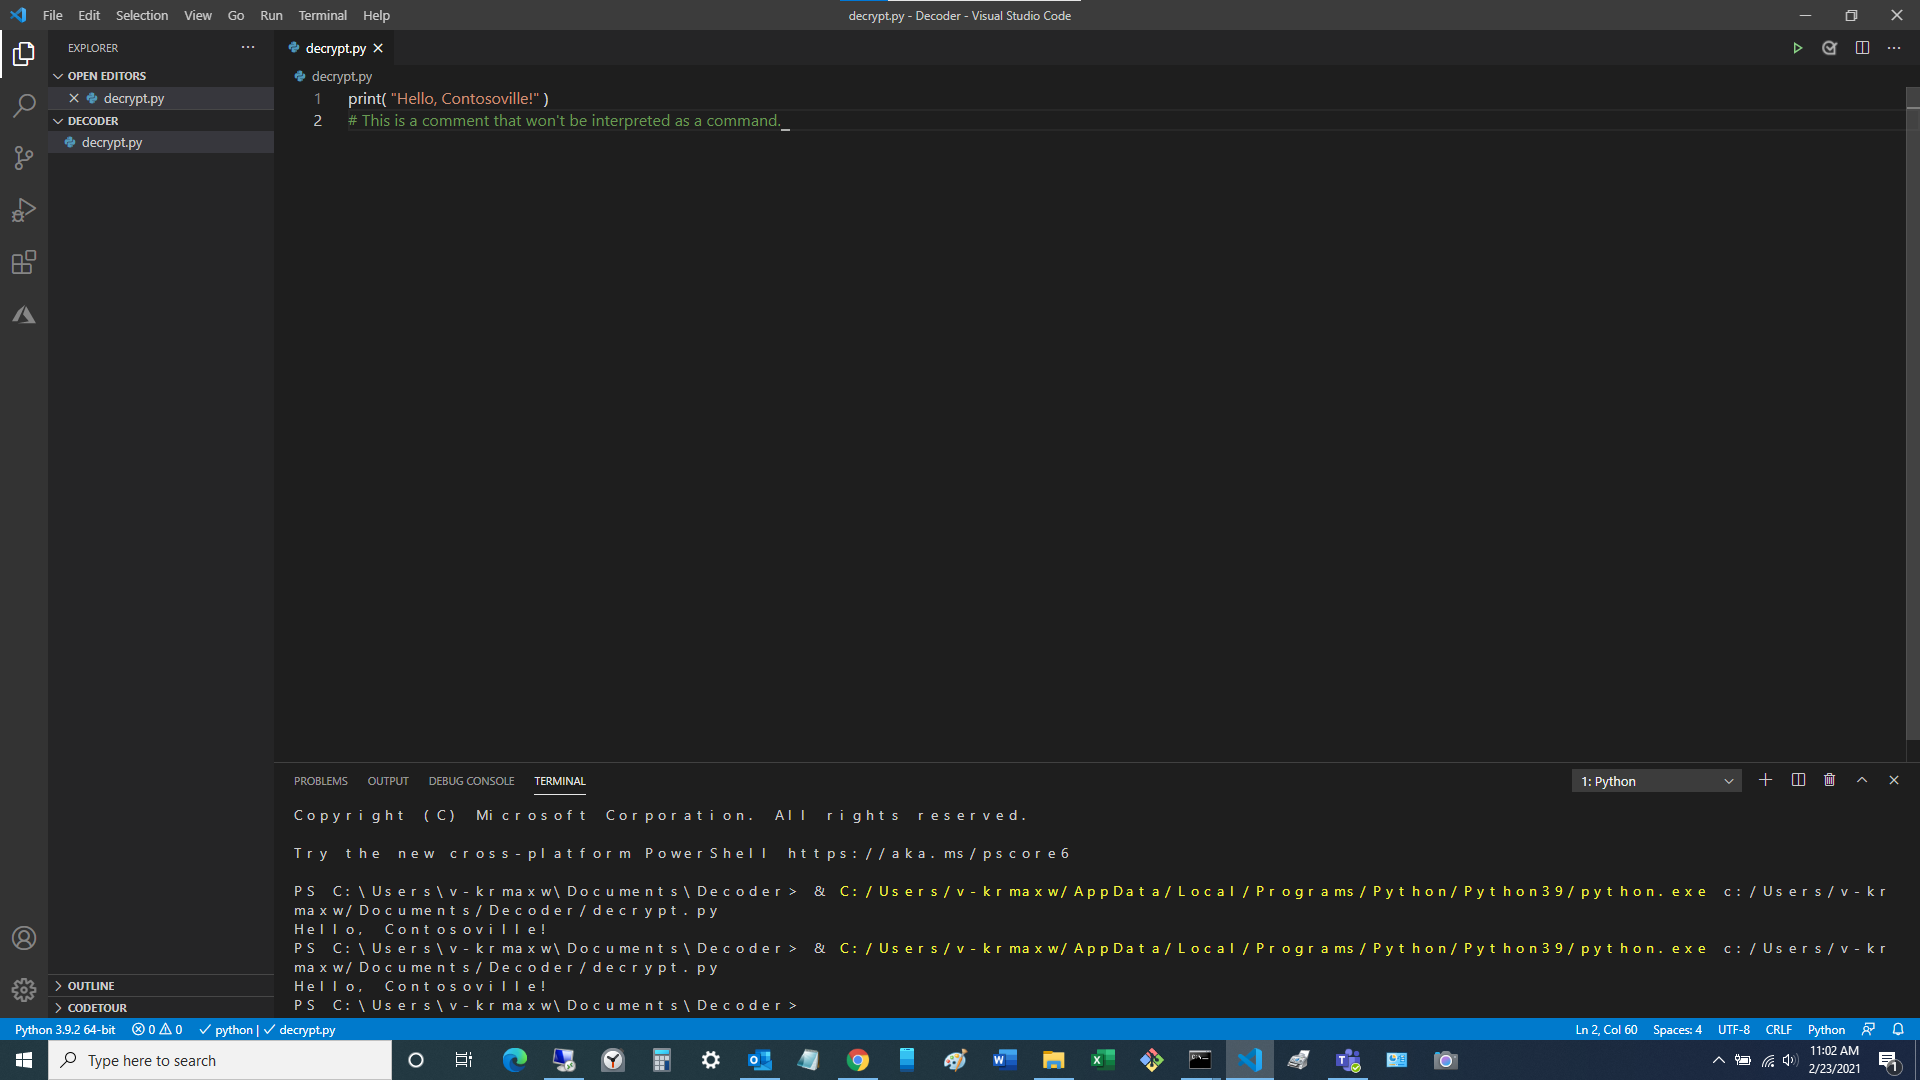 File Edit Selection View Go Run Terminal Help
decrypt.py - Decoder - Visual Studio Code
EXPLORER
OPEN EDITORS
decrypt.py
DECODER
decrypt.py
OUTLINE
CODETOUR
decrypt.py
decrypt.py
1 print( "Hello, Contosoville!" )
2 # This is a comment that won't be interpreted as a command.
PROBLEMS OUTPUT DEBUG CONSOLE TERMINAL
1: Python
Copyright (C) Microsoft Corporation. All rights reserved.
Try the new cross-platform PowerShell https://aka.ms/pscore6
PS C:\Users\v-krmaxw\Documents\Decoder> & C:/Users/v-krmaxw/AppData/Local/Programs/Python/Python39/python.exe c:/Users/v-kr
maxw/Documents/Decoder/decrypt.py
Hello, Contosoville!
PS C:\Users\v-krmaxw\Documents\Decoder> & C:/Users/v-krmaxw/AppData/Local/Programs/Python/Python39/python.exe c:/Users/v-kr
maxw/Documents/Decoder/decrypt.py
Hello, Contosoville!
PS C:\Users\v-krmaxw\Documents\Decoder>
Python 3.9.2 64-bit 0 0 python | decrypt.py
Ln 2, Col 60 Spaces: 4 UTF-8 CRLF Python
Type here to search
11:02 AM
2/23/2021
1